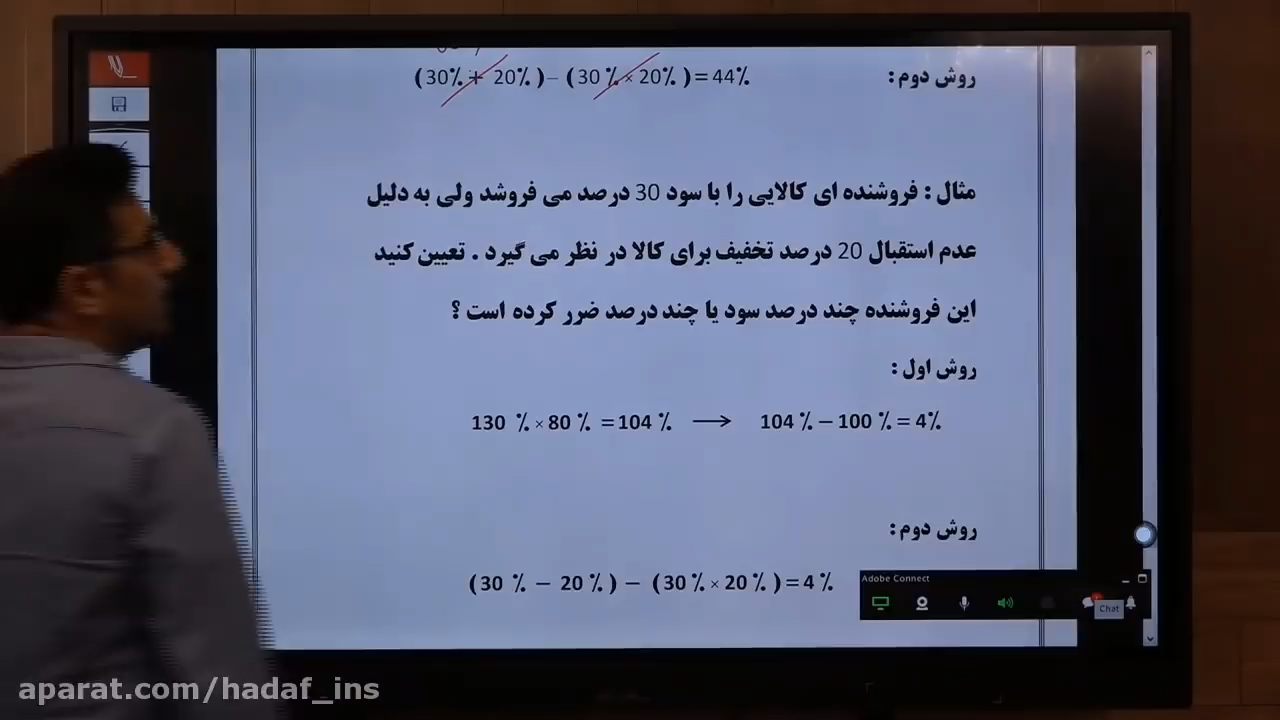 روش دوم :
(30٪ + 20٪) – (30 ٪ × 20٪ ) = 44٪
مثال : فروشنده ای کالایی را با سود 30 درصد می فروشد ولی به دلیل
عدم استقبال 20 درصد تخفیف برای کالا در نظر می گیرد . تعیین کنید
این فروشنده چند درصد سود یا چند درصد ضرر کرده است ؟
روش اول :
130 ٪ × 80 ٪ = 104 ٪ → 104 ٪ – 100 ٪ = 4٪
روش دوم :
(30 ٪ – 20 ٪ ) – (30 ٪ × 20 ٪ ) = 4 ٪
Adobe Connect
Chat
aparat.com/hadaf_ins